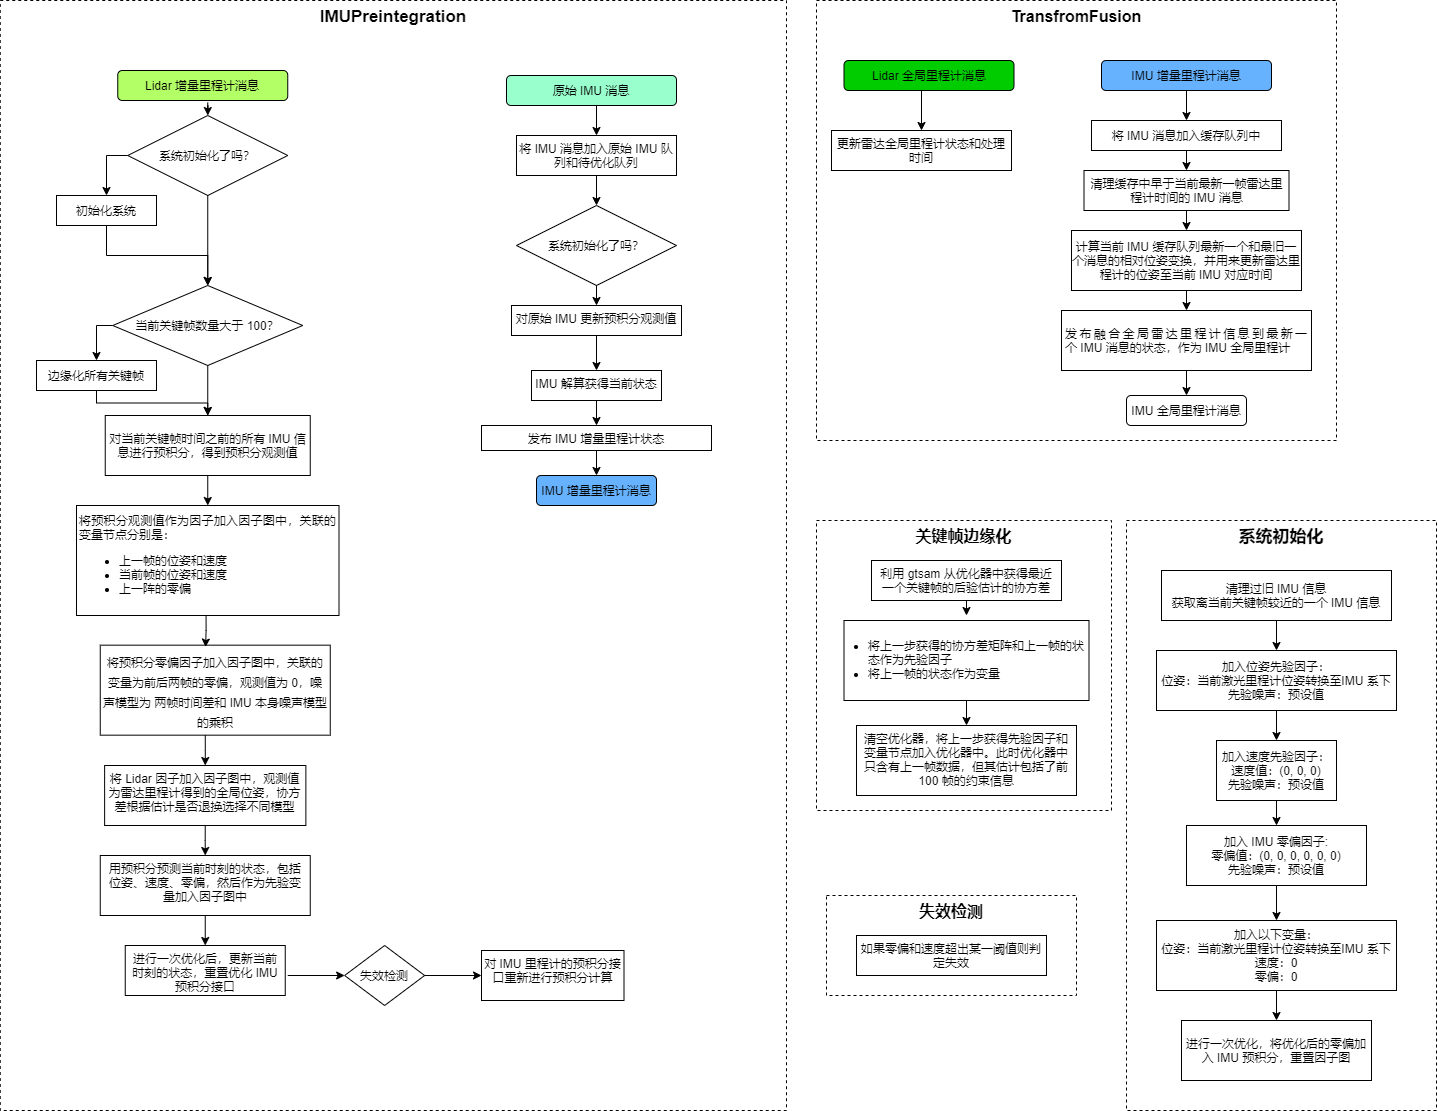 IMUPreintegration
Lidar 增量里程计消息
系统初始化了吗？
初始化系统
当前关键帧数量大于 100？
边缘化所有关键帧
对当前关键帧时间之前的所有 IMU 信
息进行预积分，得到预积分观测值
将预积分观测值作为因子加入因子图中，关联的
变量节点分别是：
• 上一帧的位姿和速度
• 当前帧的位姿和速度
• 上一阵的零偏
将预积分零偏因子加入因子图中，关联的
变量为前后两帧的零偏，观测值为 0，噪
声模型为 两帧时间差和 IMU 本身噪声模型
的乘积
将 Lidar 因子加入因子图中，观测值
为雷达里程计得到的全局位姿，协方
差根据估计是否退换选择不同模型
用预积分预测当前时刻的状态，包括
位姿、速度、零偏，然后作为先验变
量加入因子图中
进行一次优化后，更新当前
时刻的状态，重置优化 IMU
预积分接口
失效检测
对 IMU 里程计的预积分接
口重新进行预积分计算
原始 IMU 消息
将 IMU 消息加入原始 IMU 队
列和待优化队列
系统初始化了吗？
对原始 IMU 更新预积分观测值
IMU 解算获得当前状态
发布 IMU 增量里程计状态
IMU 增量里程计消息
TransfromFusion
Lidar 全局里程计消息
更新雷达全局里程计状态和处理
时间
IMU 增量里程计消息
将 IMU 消息加入缓存队列中
清理缓存中早于当前最新一帧雷达里
程计时间的 IMU 消息
计算当前 IMU 缓存队列最新一个和最旧一
个消息的相对位姿变换，并用来更新雷达里
程计的位姿至当前 IMU 对应时间
发布融合全局雷达里程计信息到最新一
个 IMU 消息的状态，作为 IMU 全局里程计
IMU 全局里程计消息
关键帧边缘化
利用 gtsam 从优化器中获得最近
一个关键帧的后验估计的协方差
• 将上一步获得的协方差矩阵和上一帧的状
态作为先验因子
• 将上一帧的状态作为变量
清空优化器，将上一步获得先验因子和
变量节点加入优化器中。此时优化器中
只含有上一帧数据，但其估计包括了前
100 帧的约束信息
失效检测
如果零偏和速度超出某一阈值则判
定失效
系统初始化
清理过旧 IMU 信息
获取离当前关键帧较近的一个 IMU 信息
加入位姿先验因子：
位姿：当前激光里程计位姿转换至IMU 系下
先验噪声：预设值
加入速度先验因子：
速度值：(0, 0, 0)
先验噪声：预设值
加入 IMU 零偏因子:
零偏值：(0, 0, 0, 0, 0, 0)
先验噪声：预设值
加入以下变量：
位姿：当前激光里程计位姿转换至IMU 系下
速度：0
零偏：0
进行一次优化，将优化后的零偏加
入 IMU 预积分，重置因子图